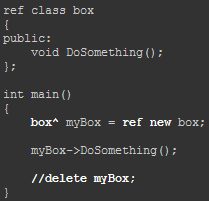 ref class box
{
public:
    void DoSomething();
};

int main()
{
    box^ myBox = ref new box;

    myBox->DoSomething();

    //delete myBox;
}